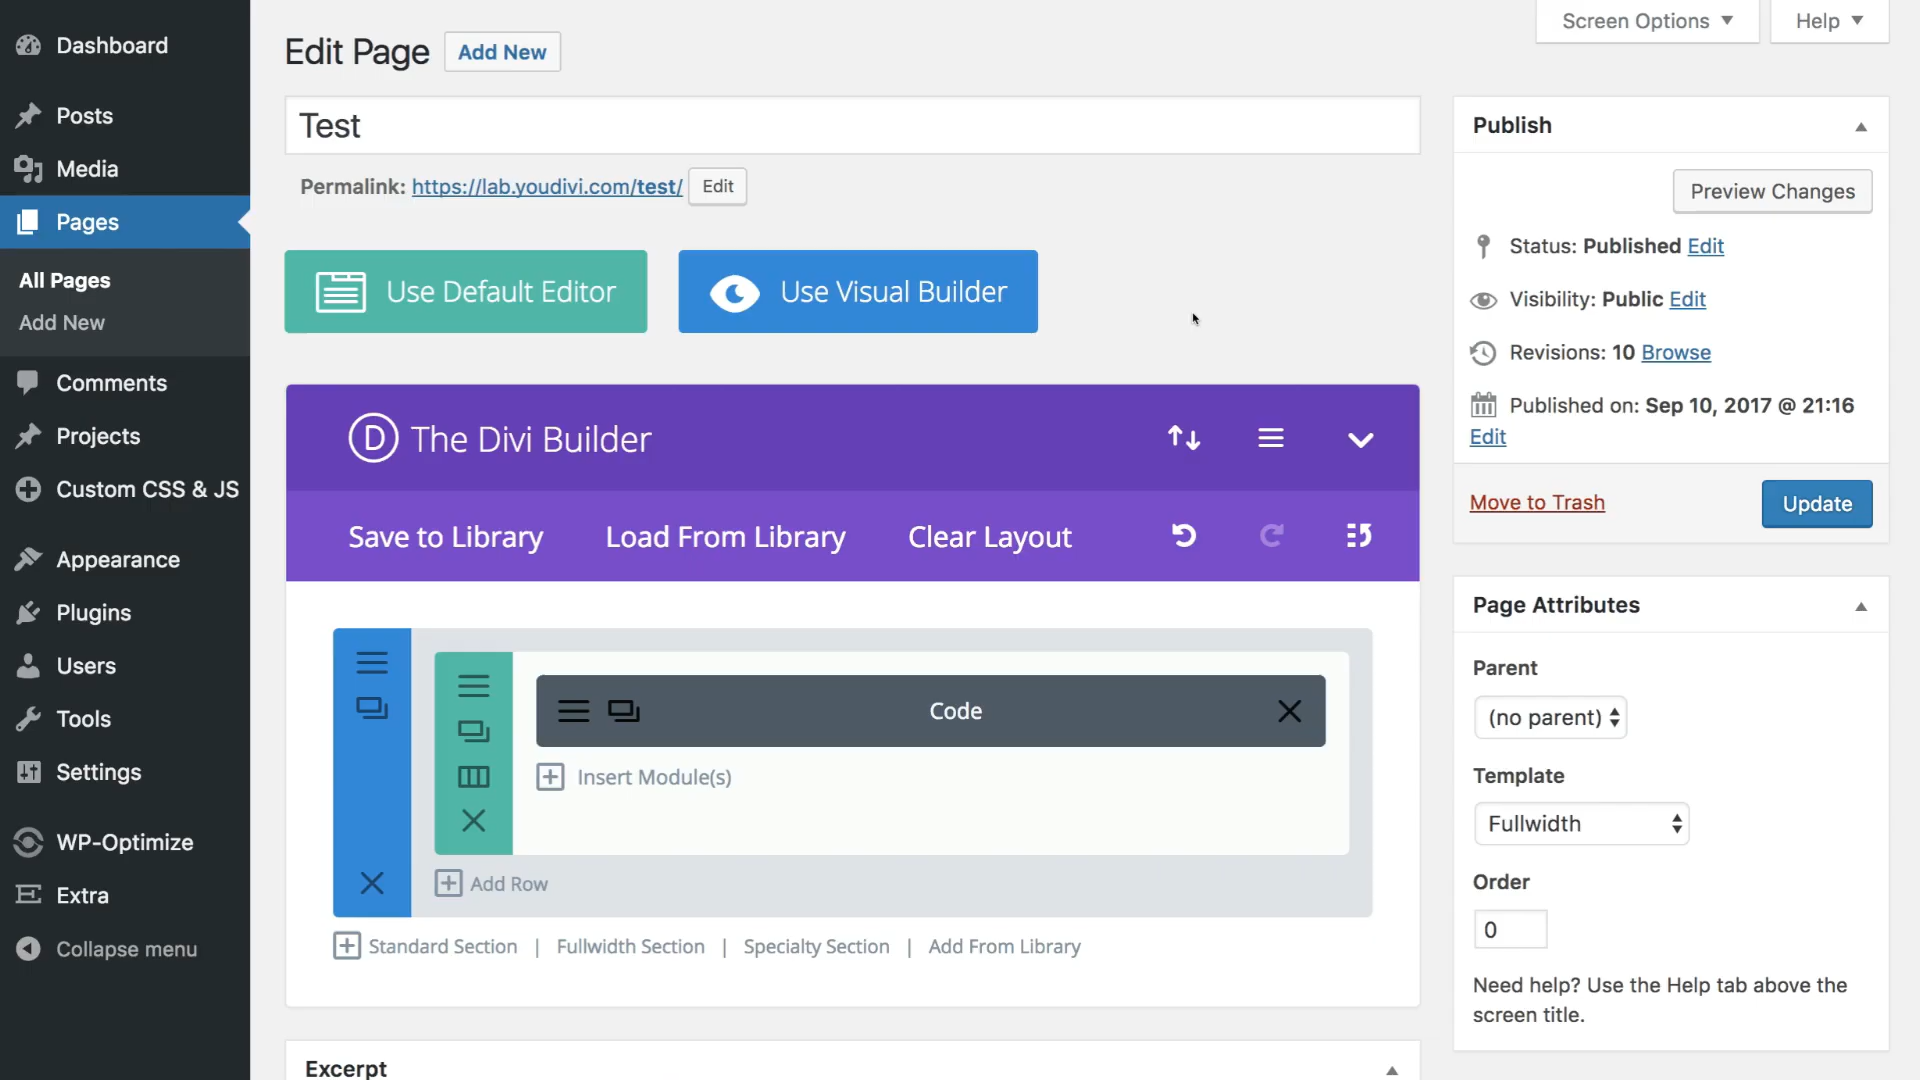 Dashboard
Posts
Media
Pages
All Pages
Add New
Comments
Projects
Custom CSS & JS
Appearance
Plugins
Users
Tools
Settings
WP-Optimize
Extra
Collapse menu
Screen Options
Help
Edit Page
Add New
Test
Permalink: https://lab.youdivi.com/test/
Edit
Use Default Editor
Use Visual Builder
D The Divi Builder
Save to Library
Load From Library
Clear Layout
Code
Insert Module(s)
Add Row
Standard Section | Fullwidth Section | Specialty Section | Add From Library
Excerpt
Publish
Preview Changes
Status: Published Edit
Visibility: Public Edit
Revisions: 10 Browse
Published on: Sep 10, 2017 @ 21:16
Edit
Move to Trash
Update
Page Attributes
Parent
(no parent)
Template
Fullwidth
Order
0
Need help? Use the Help tab above the
screen title.